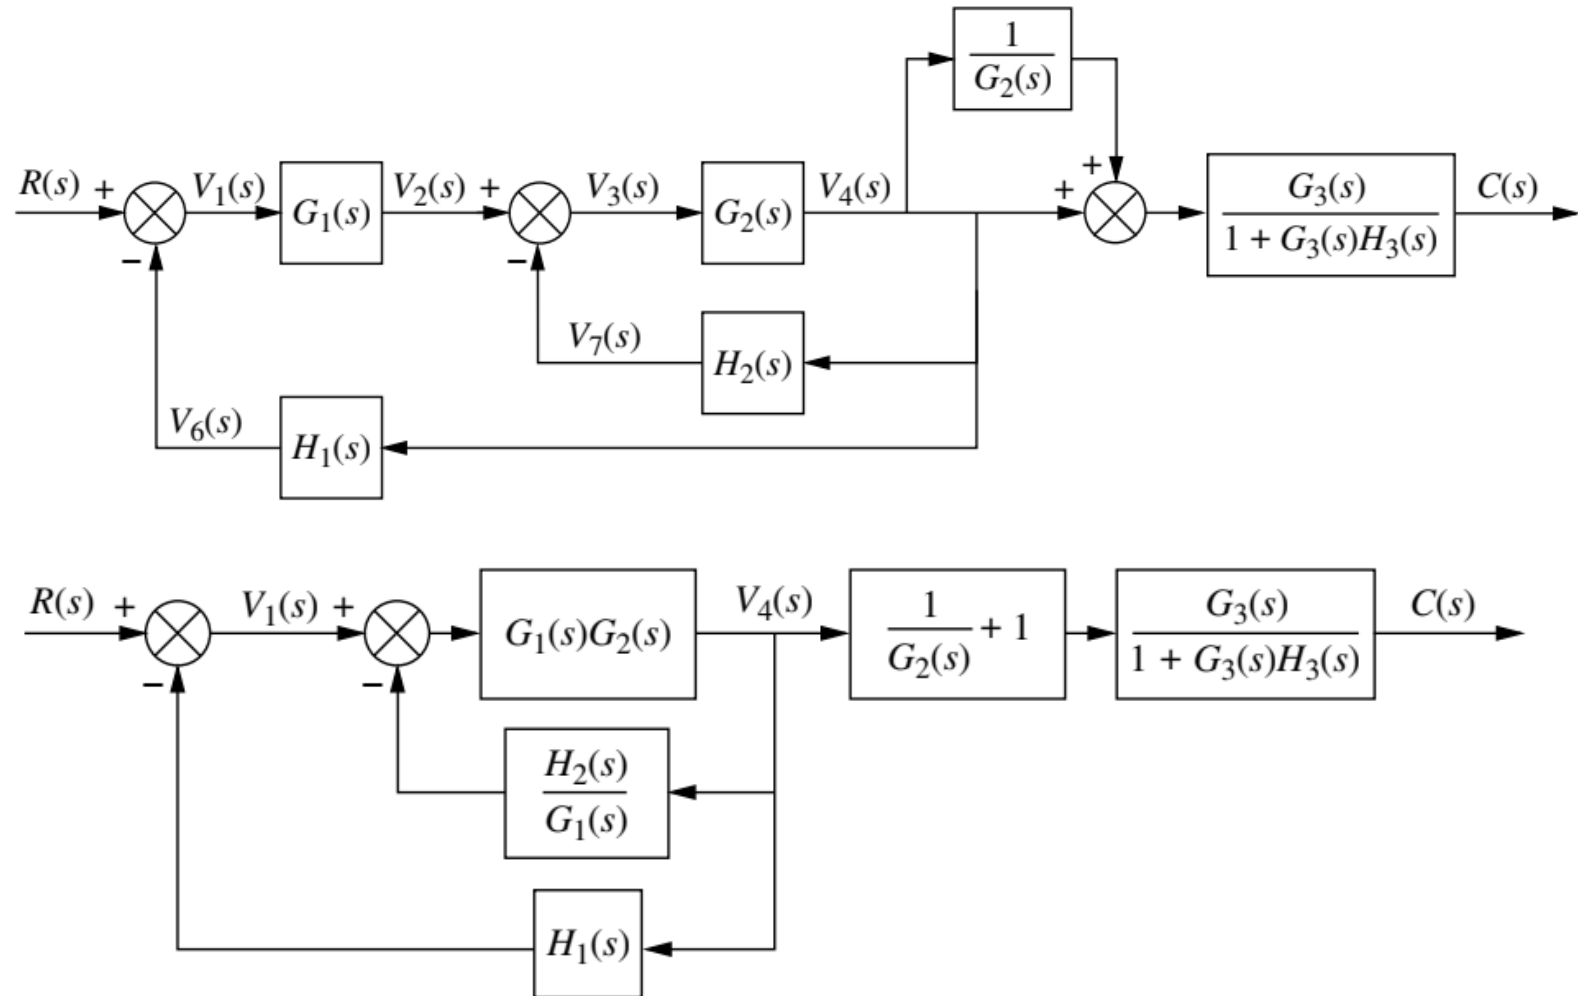 1
G₂(s)
R(s) + V₁(s) G₁(s) V₂(s) + V₃(s) G₂(s) V₄(s) + + G₃(s) C(s)
1 + G₃(s)H₃(s)
− −
V₇(s) H₂(s)
V₆(s) H₁(s)
R(s) + V₁(s) + G₁(s)G₂(s) V₄(s) 1 + 1 G₃(s) C(s)
G₂(s) 1 + G₃(s)H₃(s)
− −
H₂(s)
G₁(s)
H₁(s)